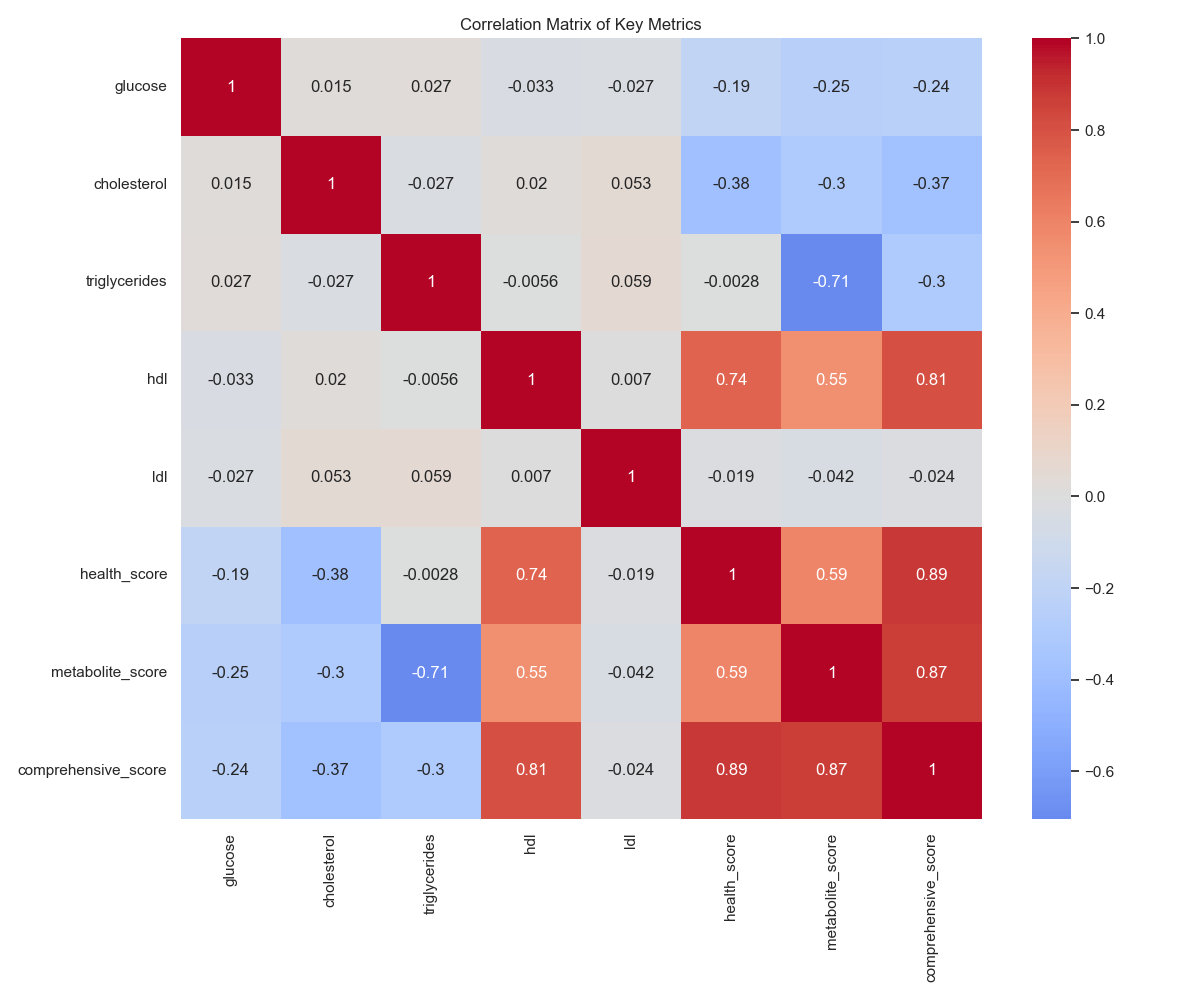 Correlation Matrix of Key Metrics
glucose 1 0.015 0.027 -0.033 -0.027 -0.19 -0.25 -0.24
cholesterol 0.015 1 -0.027 0.02 0.053 -0.38 -0.3 -0.37
triglycerides 0.027 -0.027 1 -0.0056 0.059 -0.0028 -0.71 -0.3
hdl -0.033 0.02 -0.0056 1 0.007 0.74 0.55 0.81
ldl -0.027 0.053 0.059 0.007 1 -0.019 -0.042 -0.024
health_score -0.19 -0.38 -0.0028 0.74 -0.019 1 0.59 0.89
metabolite_score -0.25 -0.3 -0.71 0.55 -0.042 0.59 1 0.87
comprehensive_score -0.24 -0.37 -0.3 0.81 -0.024 0.89 0.87 1
glucose
cholesterol
triglycerides
hdl
ldl
health_score
metabolite_score
comprehensive_score
1.0
0.8
0.6
0.4
0.2
0.0
−0.2
−0.4
−0.6